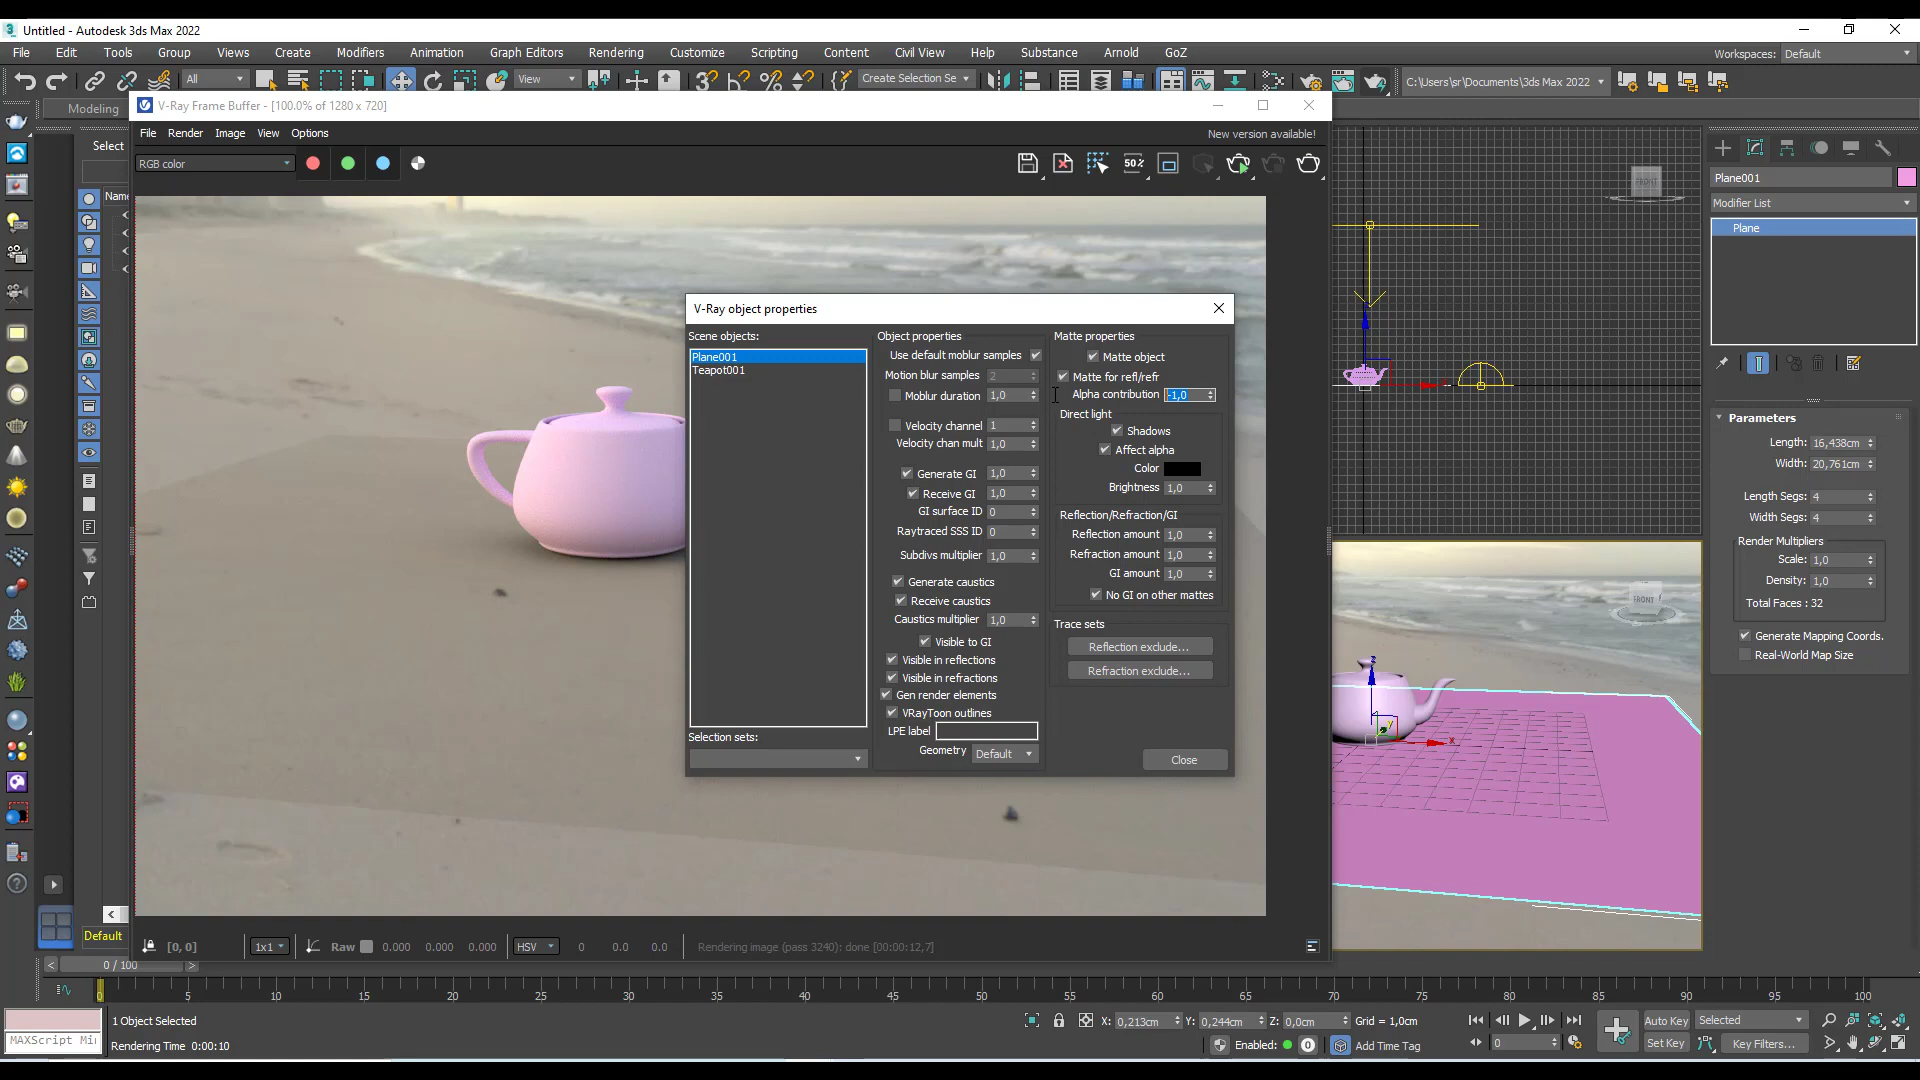 Untitled - Autodesk 3ds Max 2022
File Edit Tools Group Views Create Modifiers Animation Graph Editors Rendering Customize Scripting Content Civil View Help Substance Arnold GoZ
Workspaces: Default
All View Create Selection Se C:\Users\sr\Documents\3ds Max 2022
Modeling
V-Ray Frame Buffer - [100.0% of 1280 x 720]
File Render Image View Options
New version available!
RGB color
50%
Select
Name
V-Ray object properties
Scene objects:
Plane001
Teapot001
Selection sets:
Object properties
Use default moblur samples
Motion blur samples 2
Moblur duration 1,0
Velocity channel 1
Velocity chan mult 1,0
Generate GI 1,0
Receive GI 1,0
GI surface ID 0
Raytraced SSS ID 0
Subdivs multiplier 1,0
Generate caustics
Receive caustics
Caustics multiplier 1,0
Visible to GI
Visible in reflections
Visible in refractions
Gen render elements
VRayToon outlines
LPE label
Geometry Default
Matte properties
Matte object
Matte for refl/refr
Alpha contribution -1,0
Direct light
Shadows
Affect alpha
Color
Brightness 1,0
Reflection/Refraction/GI
Reflection amount 1,0
Refraction amount 1,0
GI amount 1,0
No GI on other mattes
Trace sets
Reflection exclude...
Refraction exclude...
Close
FRONT
FRONT
z
y
x
Plane001
Modifier List
Plane
Parameters
Length: 16,438cm
Width: 20,761cm
Length Segs: 4
Width Segs: 4
Render Multipliers
Scale: 1,0
Density: 1,0
Total Faces : 32
Generate Mapping Coords.
Real-World Map Size
Default
[0, 0] 1x1 Raw 0.000 0.000 0.000 HSV 0 0.0 0.0 Rendering image (pass 3240): done [00:00:12,7]
< 0 / 100 >
0 5 10 15 20 25 30 35 40 45 50 55 60 65 70 75 80 85 90 95 100
1 Object Selected
MAXScript Mi
Rendering Time 0:00:10
X: 0,213cm Y: 0,244cm Z: 0,0cm Grid = 1,0cm
Enabled: 0 Add Time Tag
0
Auto Key Selected
Set Key Key Filters...